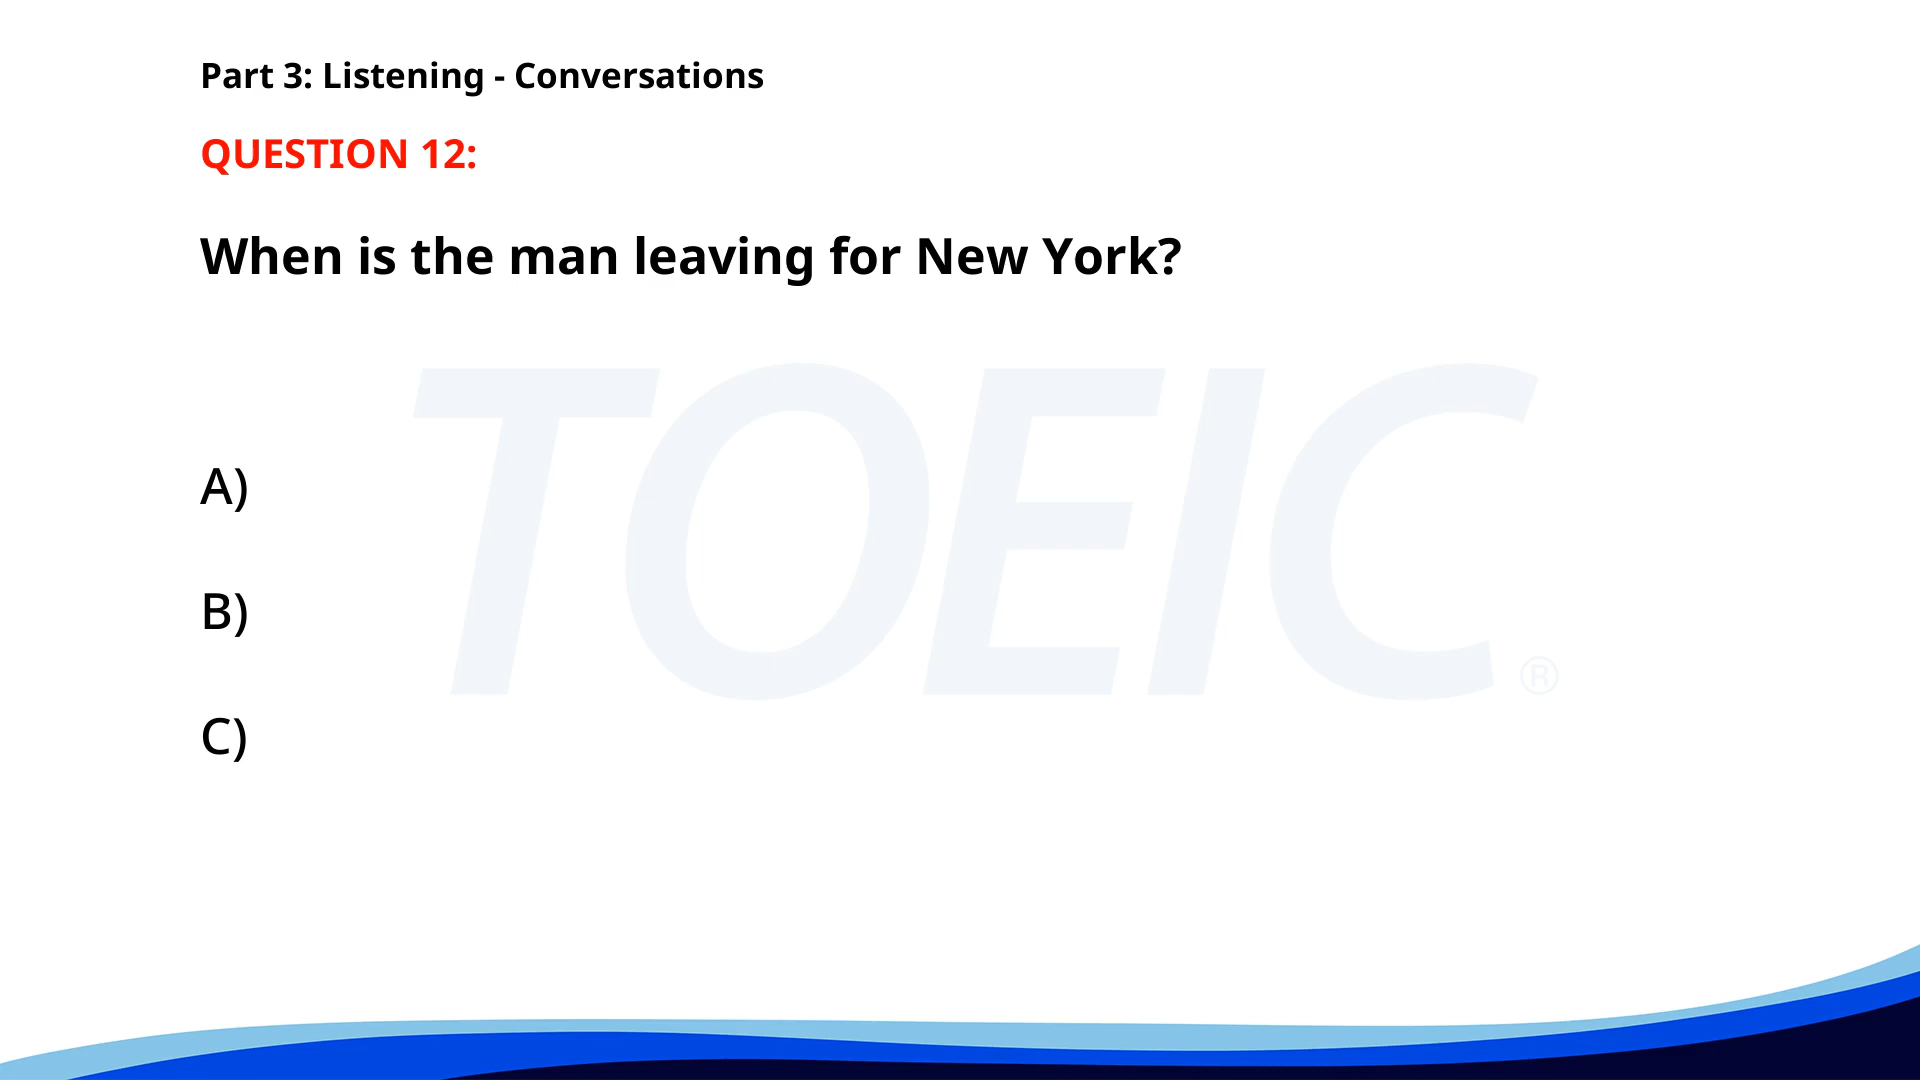 Part 3: Listening - Conversations
QUESTION 12:
When is the man leaving for New York?
TOEIC®
A)
B)
C)